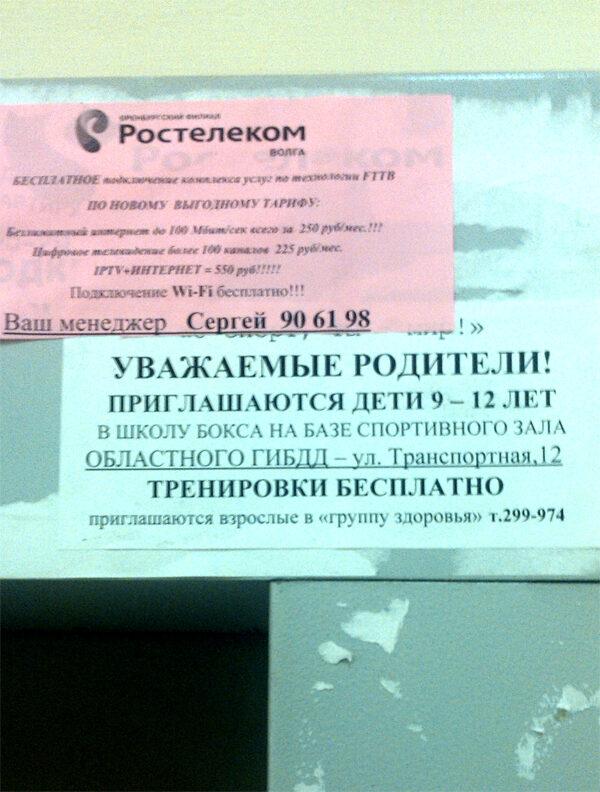 ОРЕНБУРГСКИЙ ФИЛИАЛ
Ростелеком
ВОЛГА
БЕСПЛАТНОЕ подключение комплекса услуг по технологии FTTB
ПО НОВОМУ ВЫГОДНОМУ ТАРИФУ:
Безлимитный интернет до 100 Мбит/сек всего за 250 руб/мес.!!!
Цифровое телевидение более 100 каналов 225 руб/мес.
IPTV+ИНТЕРНЕТ = 550 руб!!!!!
Подключение Wi-Fi бесплатно!!!
Ваш менеджер Сергей 90 61 98
мир!»
УВАЖАЕМЫЕ РОДИТЕЛИ!
ПРИГЛАШАЮТСЯ ДЕТИ 9 – 12 ЛЕТ
В ШКОЛУ БОКСА НА БАЗЕ СПОРТИВНОГО ЗАЛА
ОБЛАСТНОГО ГИБДД – ул. Транспортная,12
ТРЕНИРОВКИ БЕСПЛАТНО
приглашаются взрослые в «группу здоровья» т.299-974